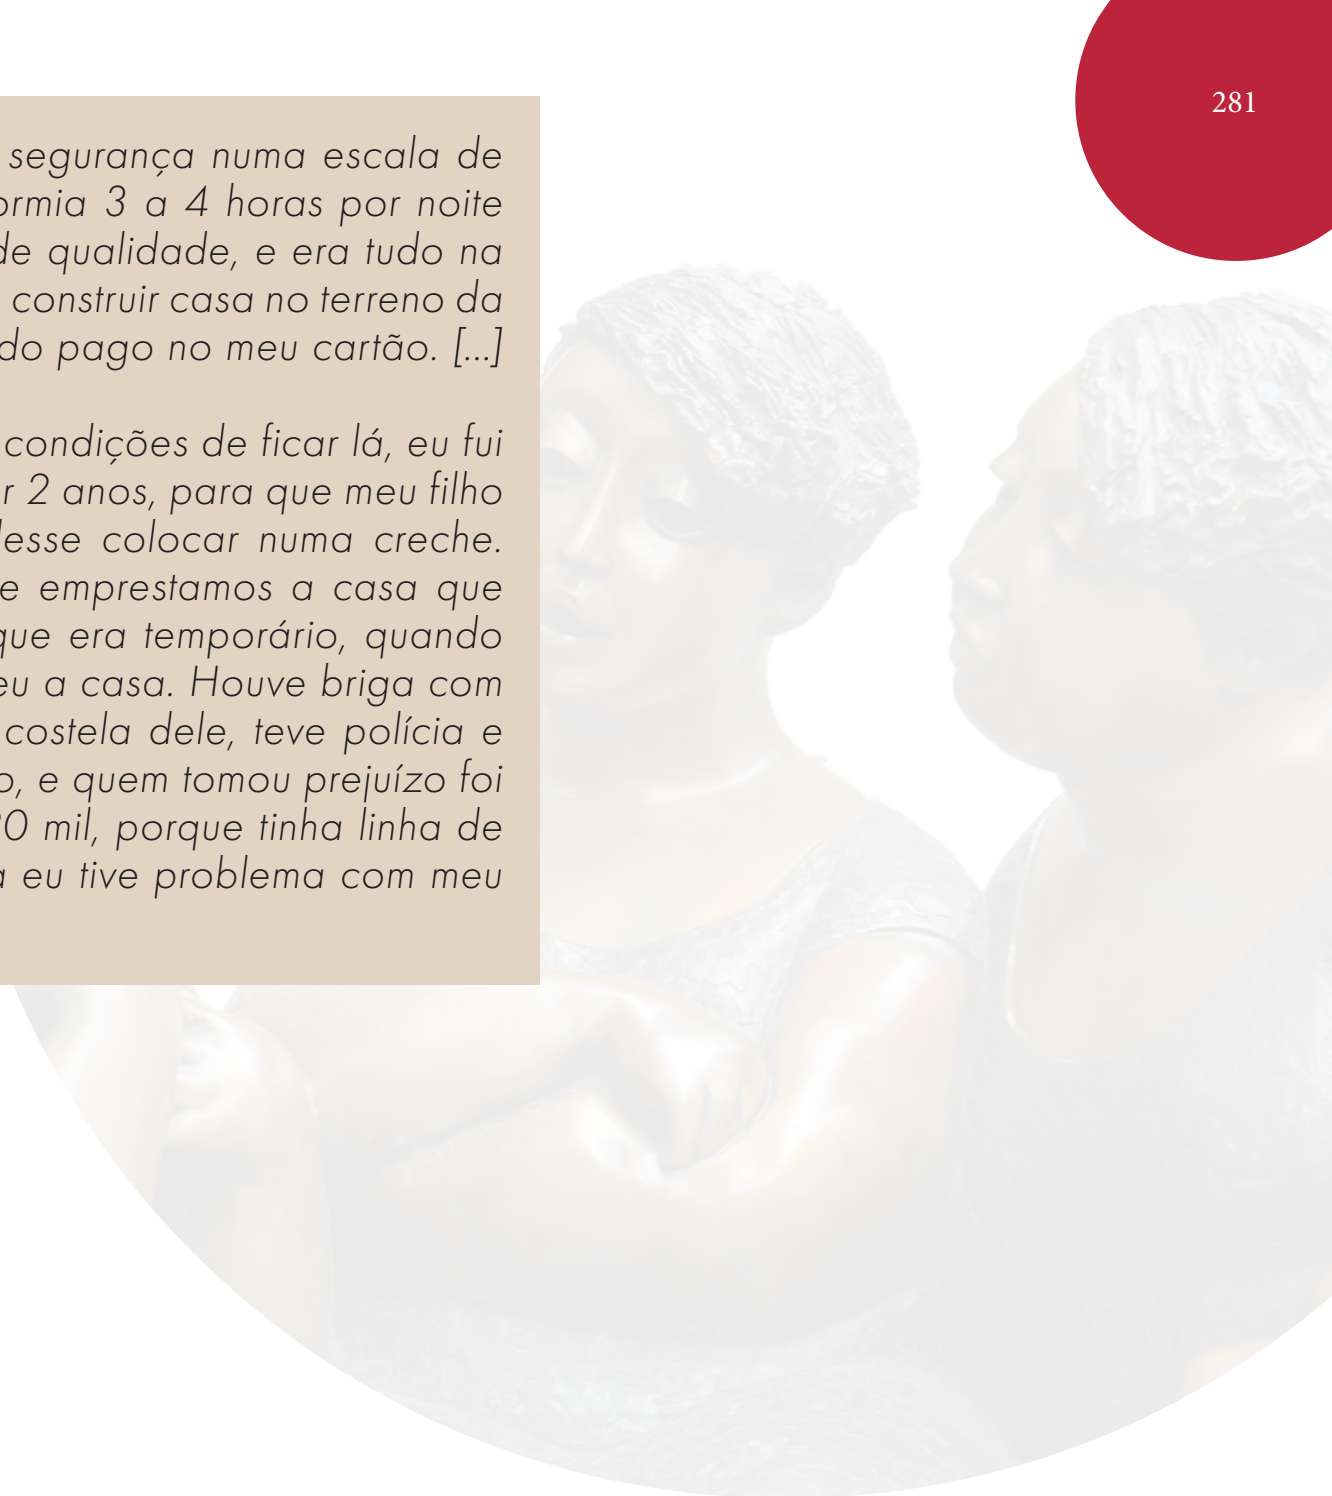 281
segurança numa escala de
ormia 3 a 4 horas por noite
de qualidade, e era tudo na
construir casa no terreno da
do pago no meu cartão. [...]
condições de ficar lá, eu fui
r 2 anos, para que meu filho
desse colocar numa creche.
e emprestamos a casa que
que era temporário, quando
eu a casa. Houve briga com
costela dele, teve polícia e
o, e quem tomou prejuízo foi
0 mil, porque tinha linha de
a eu tive problema com meu